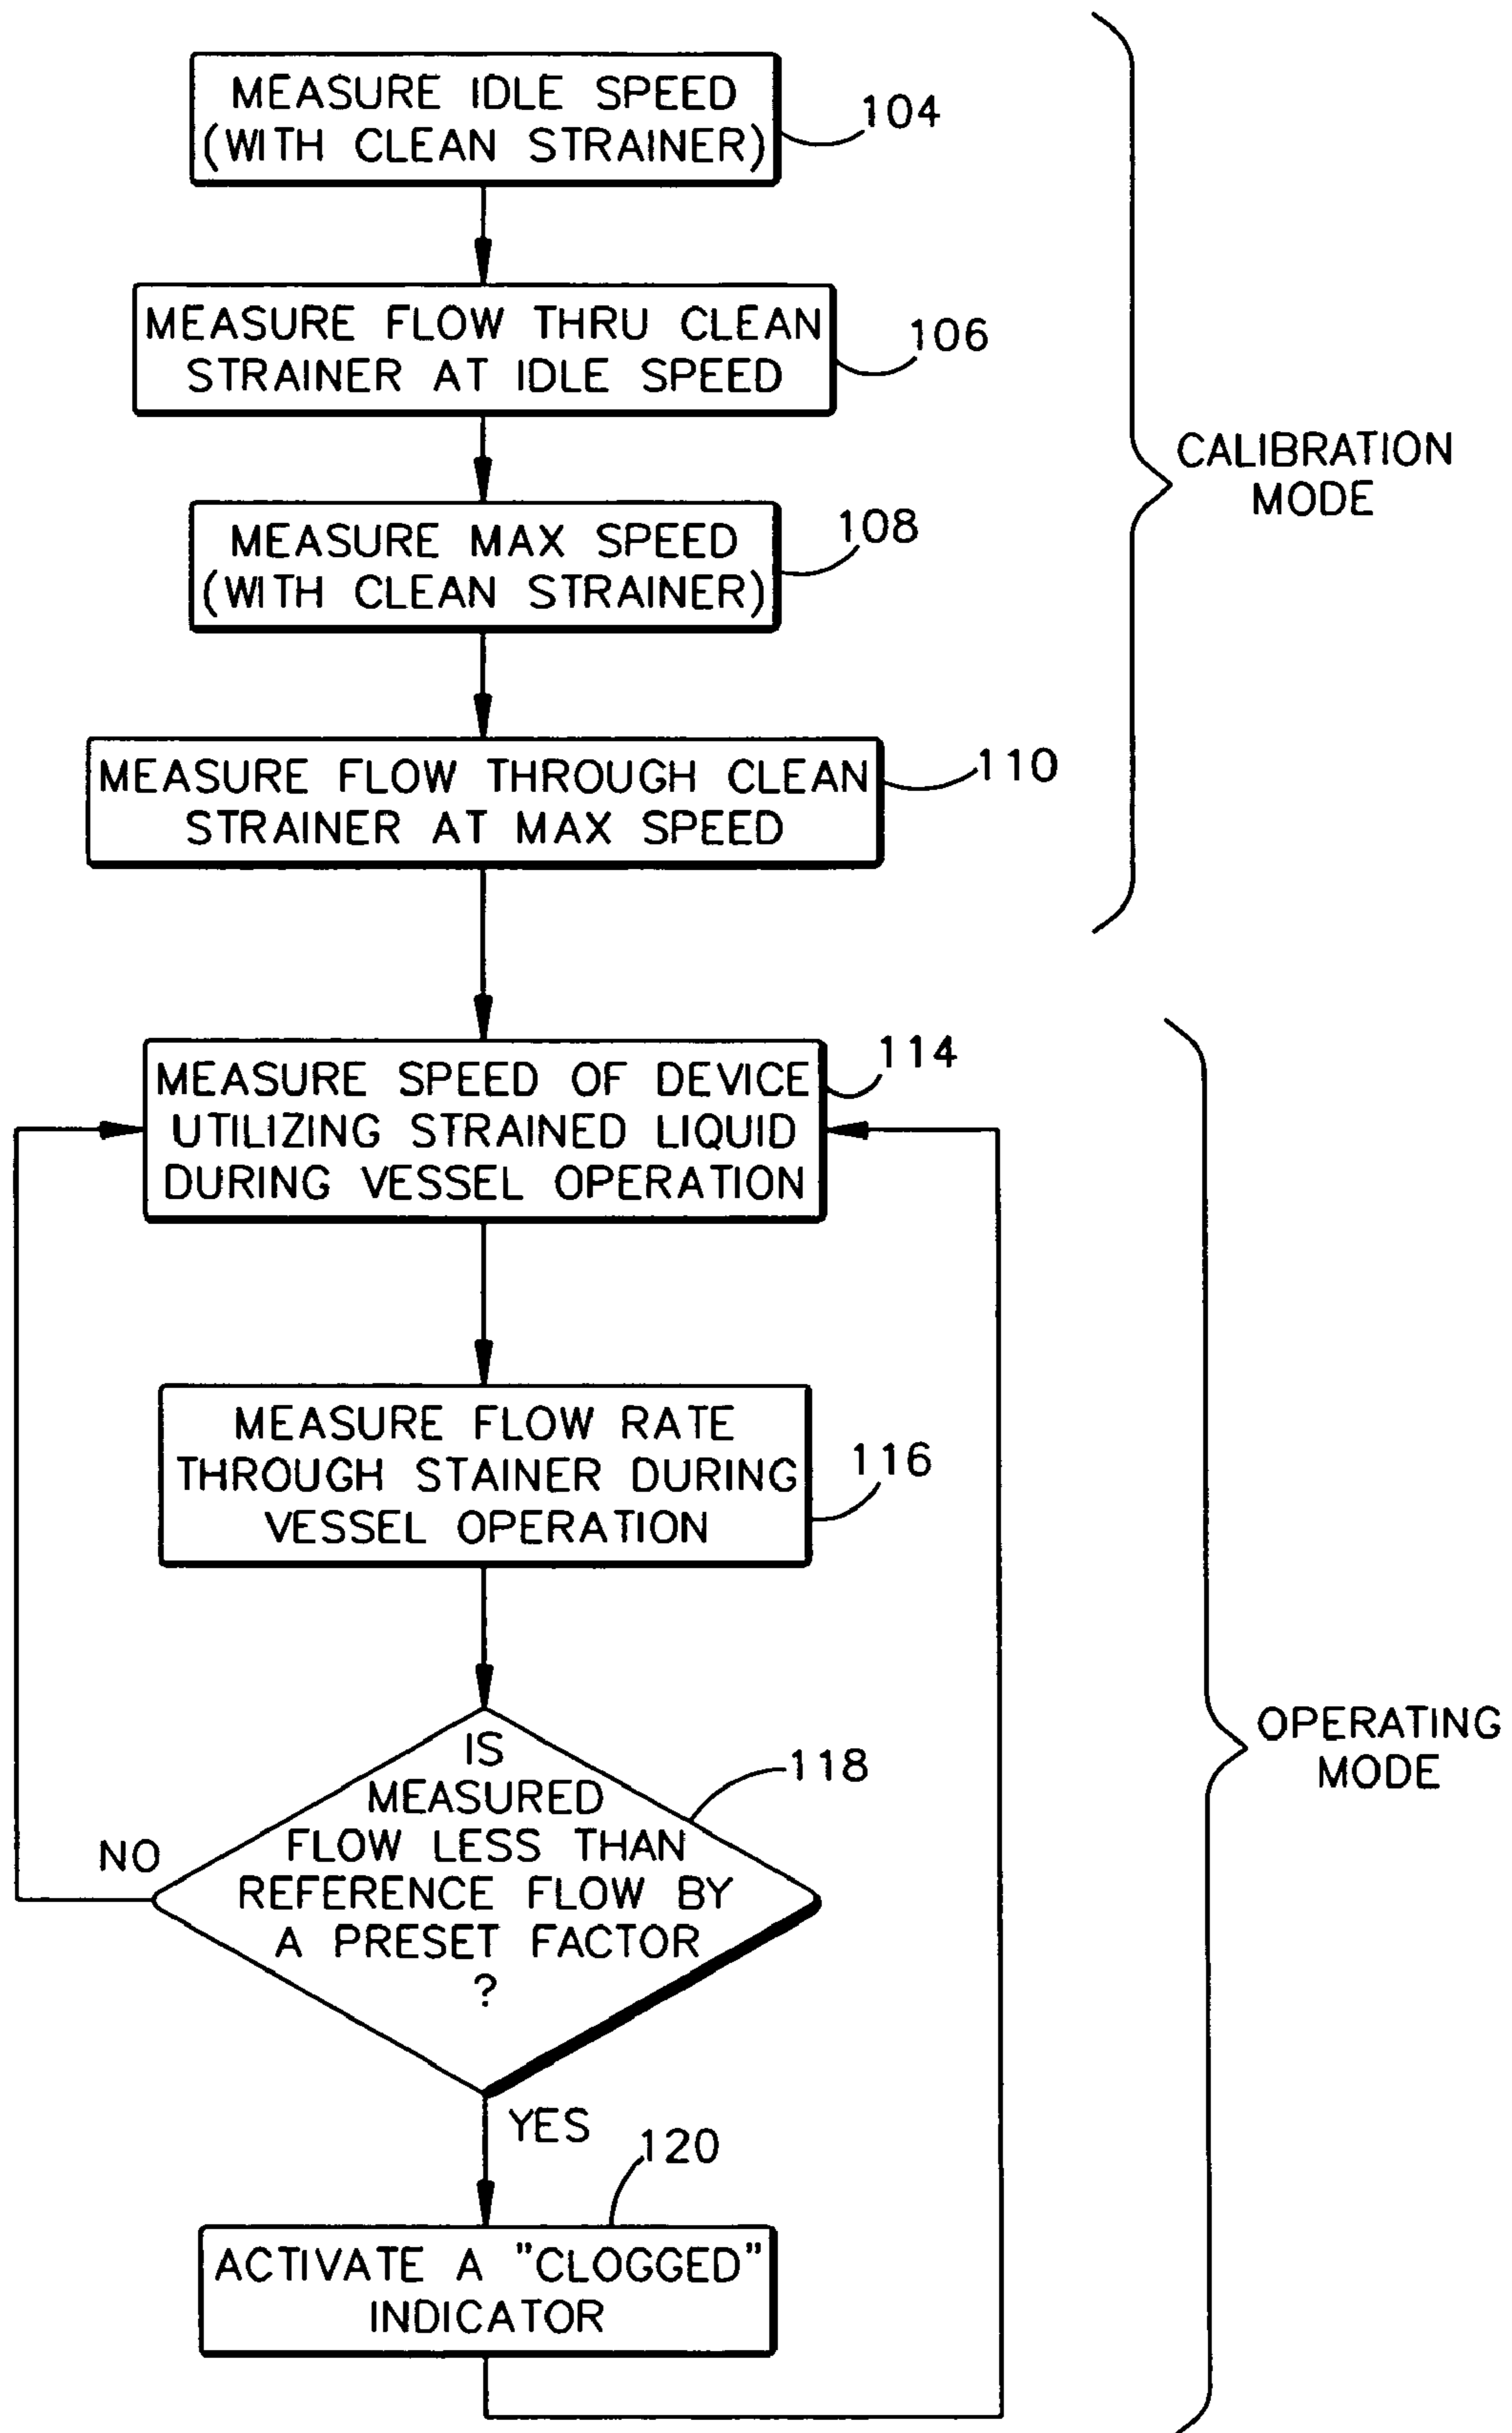 MEASURE IDLE SPEED
(WITH CLEAN STRAINER)
104
MEASURE FLOW THRU CLEAN
STRAINER AT IDLE SPEED
106
MEASURE MAX SPEED
(WITH CLEAN STRAINER)
108
MEASURE FLOW THROUGH CLEAN
STRAINER AT MAX SPEED
110
CALIBRATION
MODE
MEASURE SPEED OF DEVICE
UTILIZING STRAINED LIQUID
DURING VESSEL OPERATION
114
MEASURE FLOW RATE
THROUGH STAINER DURING
VESSEL OPERATION
116
IS
MEASURED
FLOW LESS THAN
REFERENCE FLOW BY
A PRESET FACTOR
?
118
NO
YES
ACTIVATE A "CLOGGED"
INDICATOR
120
OPERATING
MODE